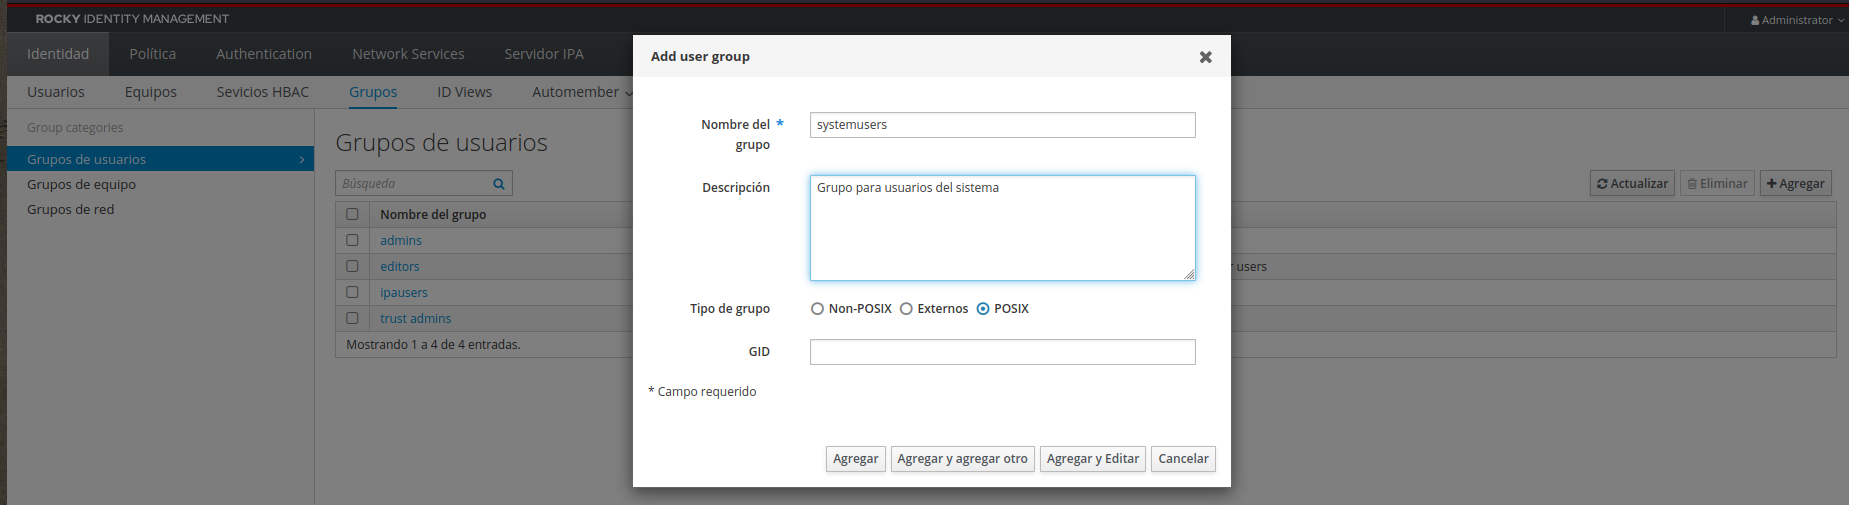 ROCKY IDENTITY MANAGEMENT
Administrator
Identidad Política Authentication Network Services Servidor IPA
Usuarios Equipos Sevicios HBAC Grupos ID Views Automember
Group categories
Grupos de usuarios
Grupos de equipo
Grupos de red
Grupos de usuarios
Búsqueda
Actualizar Eliminar Agregar
Nombre del grupo
admins
editors
users
ipausers
trust admins
Mostrando 1 a 4 de 4 entradas.
Add user group
Nombre del *
grupo
systemusers
Descripción
Grupo para usuarios del sistema
Tipo de grupo Non-POSIX Externos POSIX
GID
* Campo requerido
Agregar Agregar y agregar otro Agregar y Editar Cancelar